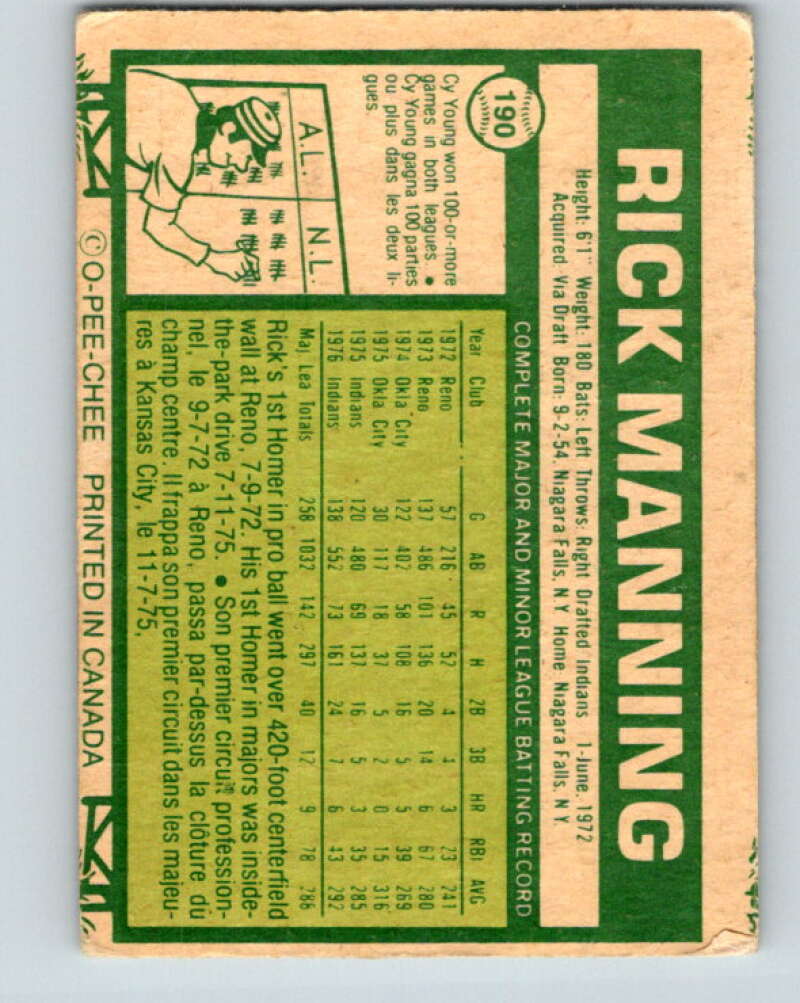 190
RICK MANNING
Height: 6'1" Weight: 180 Bats: Left Throws: Right Drafted Indians 1-June, 1972
Acquired: Via Draft Born: 9-2-54, Niagara Falls, N.Y. Home: Niagara Falls, N.Y.
COMPLETE MAJOR AND MINOR LEAGUE BATTING RECORD
Cy Young won 100-or-more
games in both leagues. •
Cy Young gagna 100 parties
ou plus dans les deux li-
gues.
A.L. N.L.
Year Club G AB R H 2B 3B HR RBI AVG
1972 Reno 57 216 45 52 4 4 3 23 241
1973 Reno 137 486 101 136 20 14 6 67 280
1974 Okla City 122 402 58 108 16 5 5 39 269
1975 Okla City 30 117 18 37 5 2 0 15 316
1975 Indians 120 480 69 137 16 5 3 35 285
1976 Indians 138 552 73 161 24 7 6 43 292
Maj Lea Totals 258 1032 142 297 40 12 9 78 286
Rick's 1st Homer in pro ball went over 420-foot centerfield
wall at Reno, 7-9-72. His 1st Homer in majors was inside-
the-park drive 7-11-75. • Son premier circuit profession-
nel, le 9-7-72 à Reno, passa par-dessus la clôture du
champ centre. Il frappa son premier circuit dans les majeu-
res à Kansas City, le 11-7-75.
© O-PEE-CHEE PRINTED IN CANADA